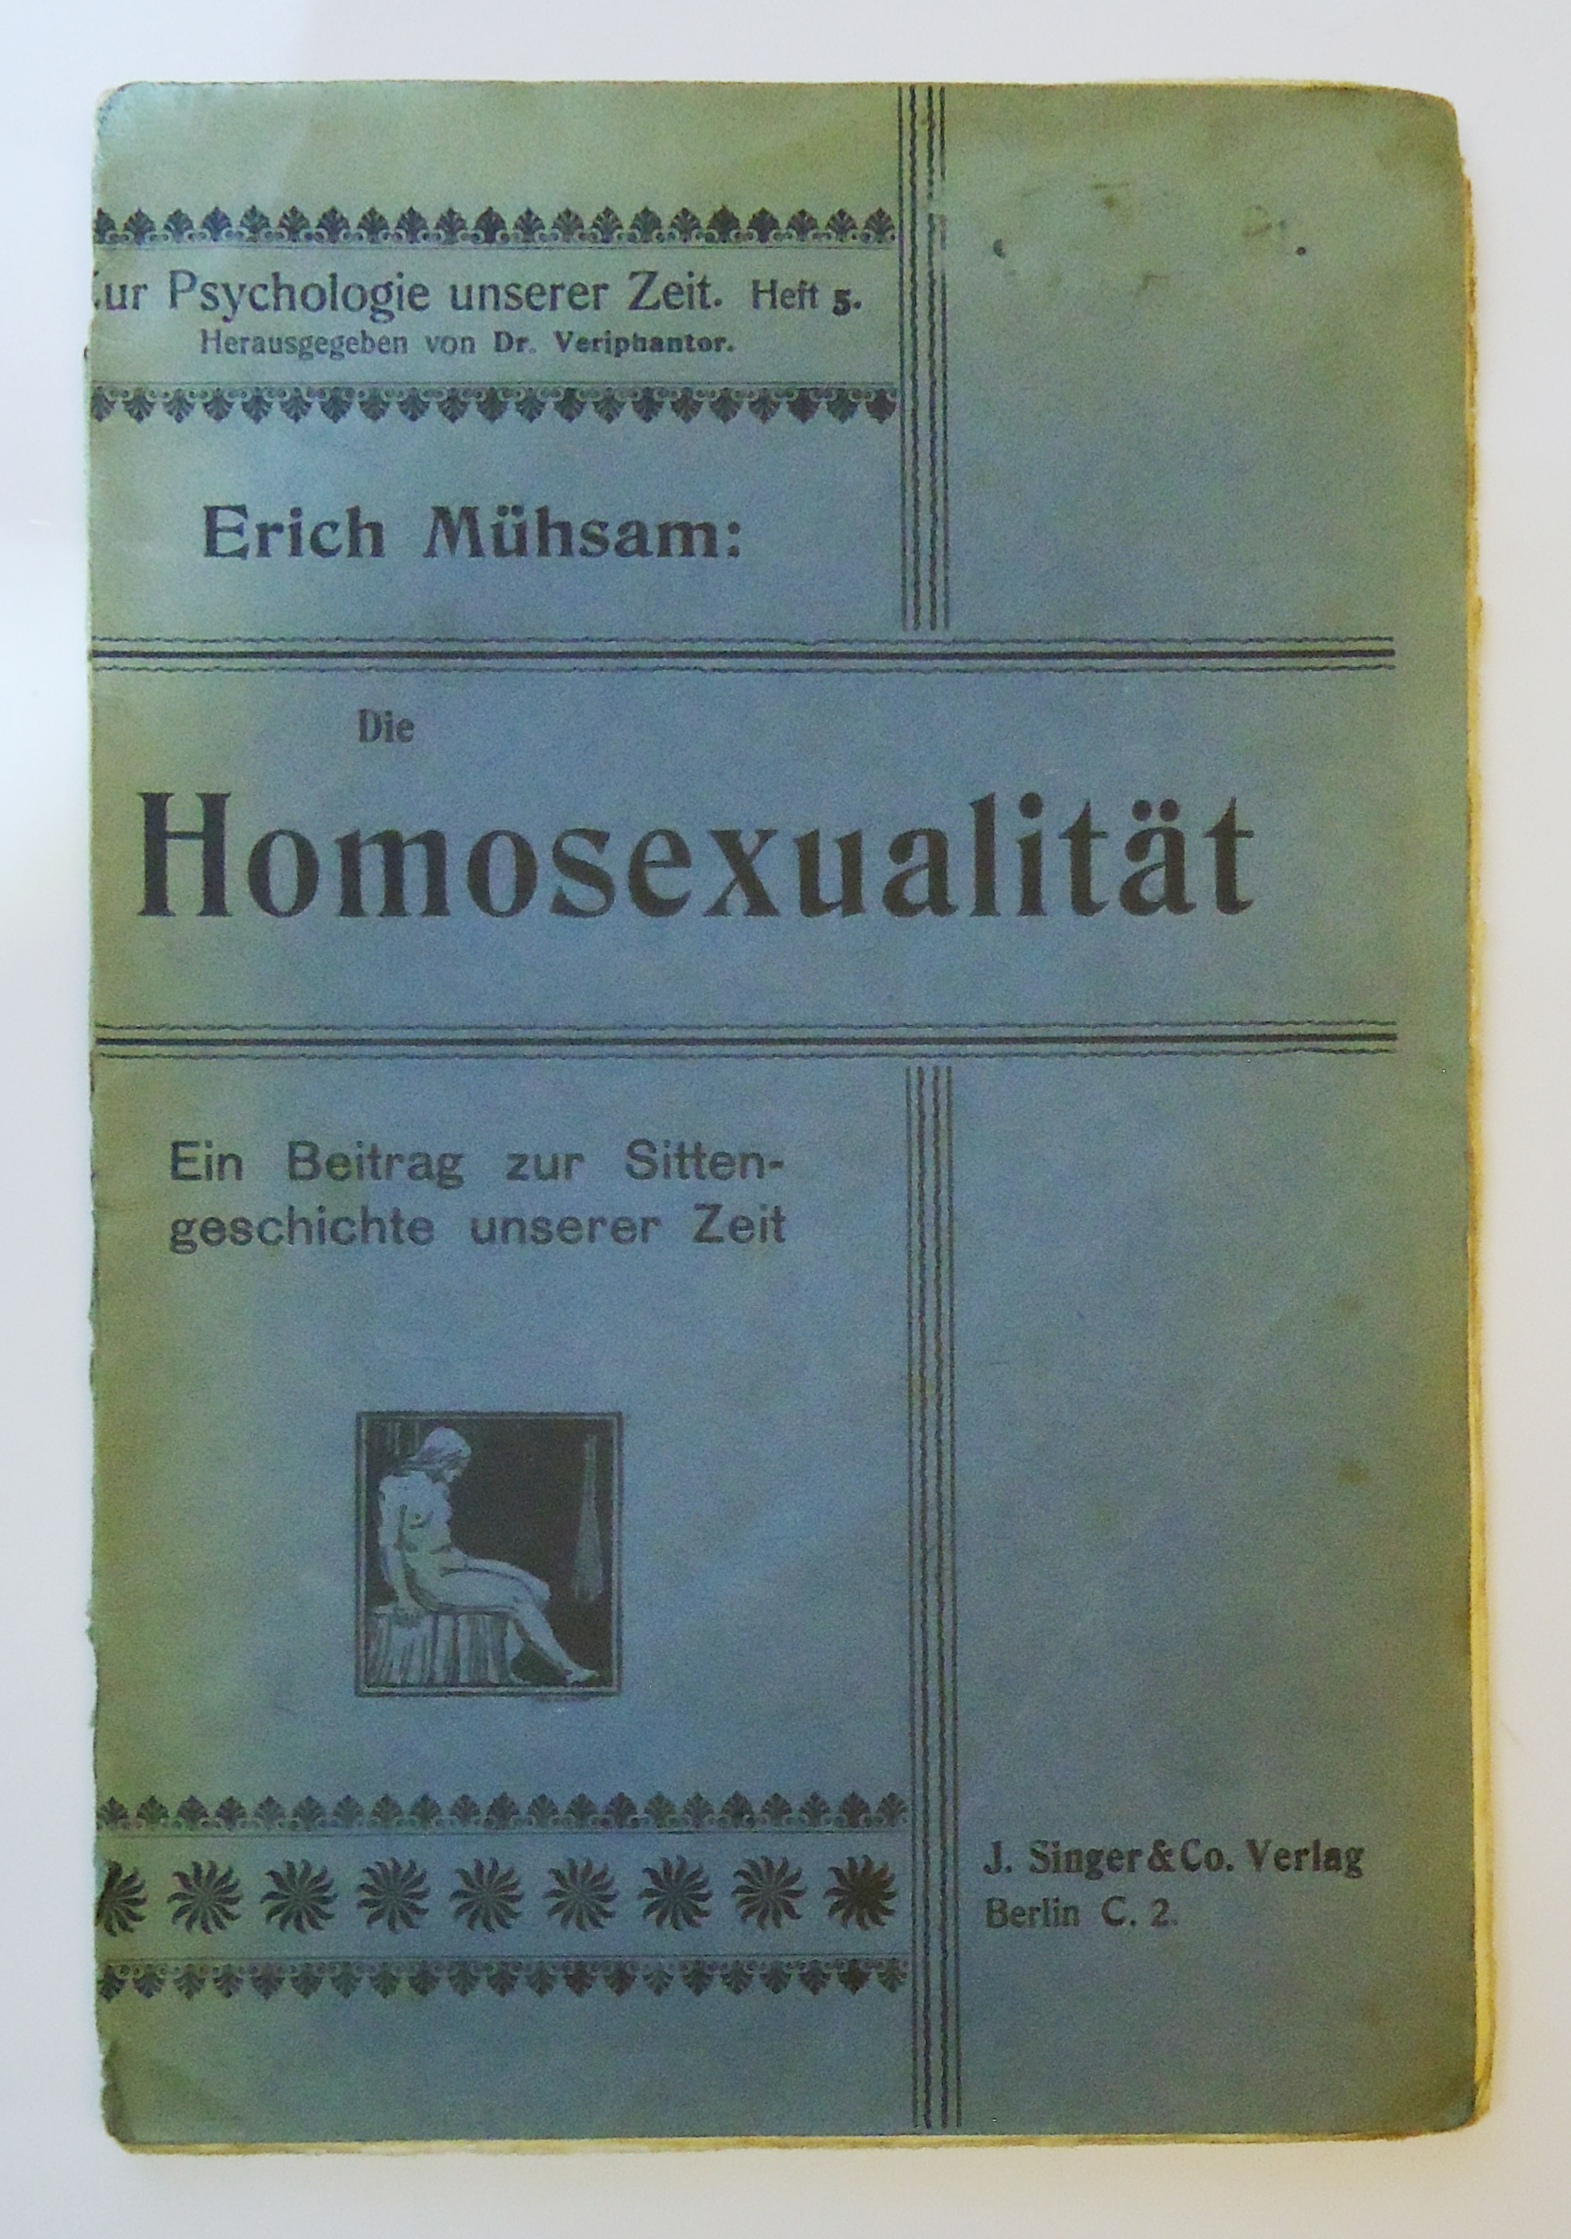 Zur Psychologie unserer Zeit. Heft 5.
Herausgegeben von Dr. Veriphantor.
Erich Mühsam:
Die
Homosexualität
Ein Beitrag zur Sitten-
geschichte unserer Zeit
J. Singer & Co. Verlag
Berlin C. 2.